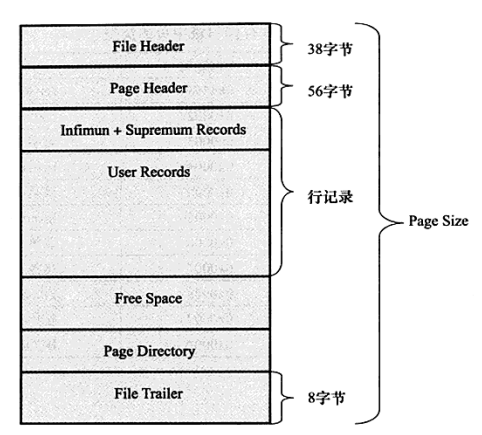 File Header
38字节
Page Header
56字节
Infimun + Supremum Records
User Records
行记录
Page Size
Free Space
Page Directory
File Trailer
8字节